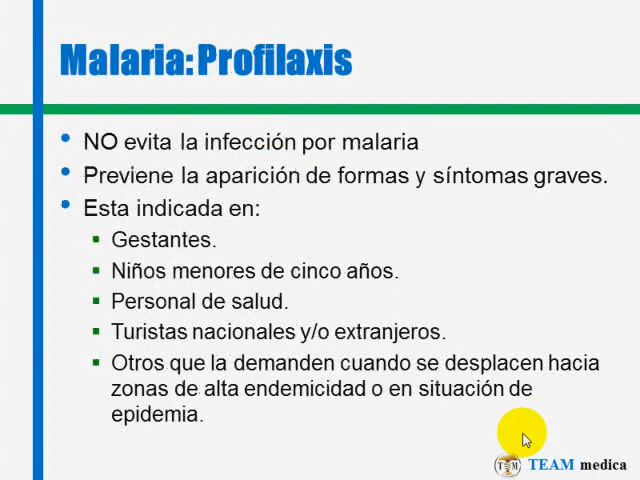 Malaria: Profilaxis
NO evita la infección por malaria
Previene la aparición de formas y síntomas graves.
Esta indicada en:
Gestantes.
Niños menores de cinco años.
Personal de salud.
Turistas nacionales y/o extranjeros.
Otros que la demanden cuando se desplacen hacia
zonas de alta endemicidad o en situación de
epidemia.
TEAM medica